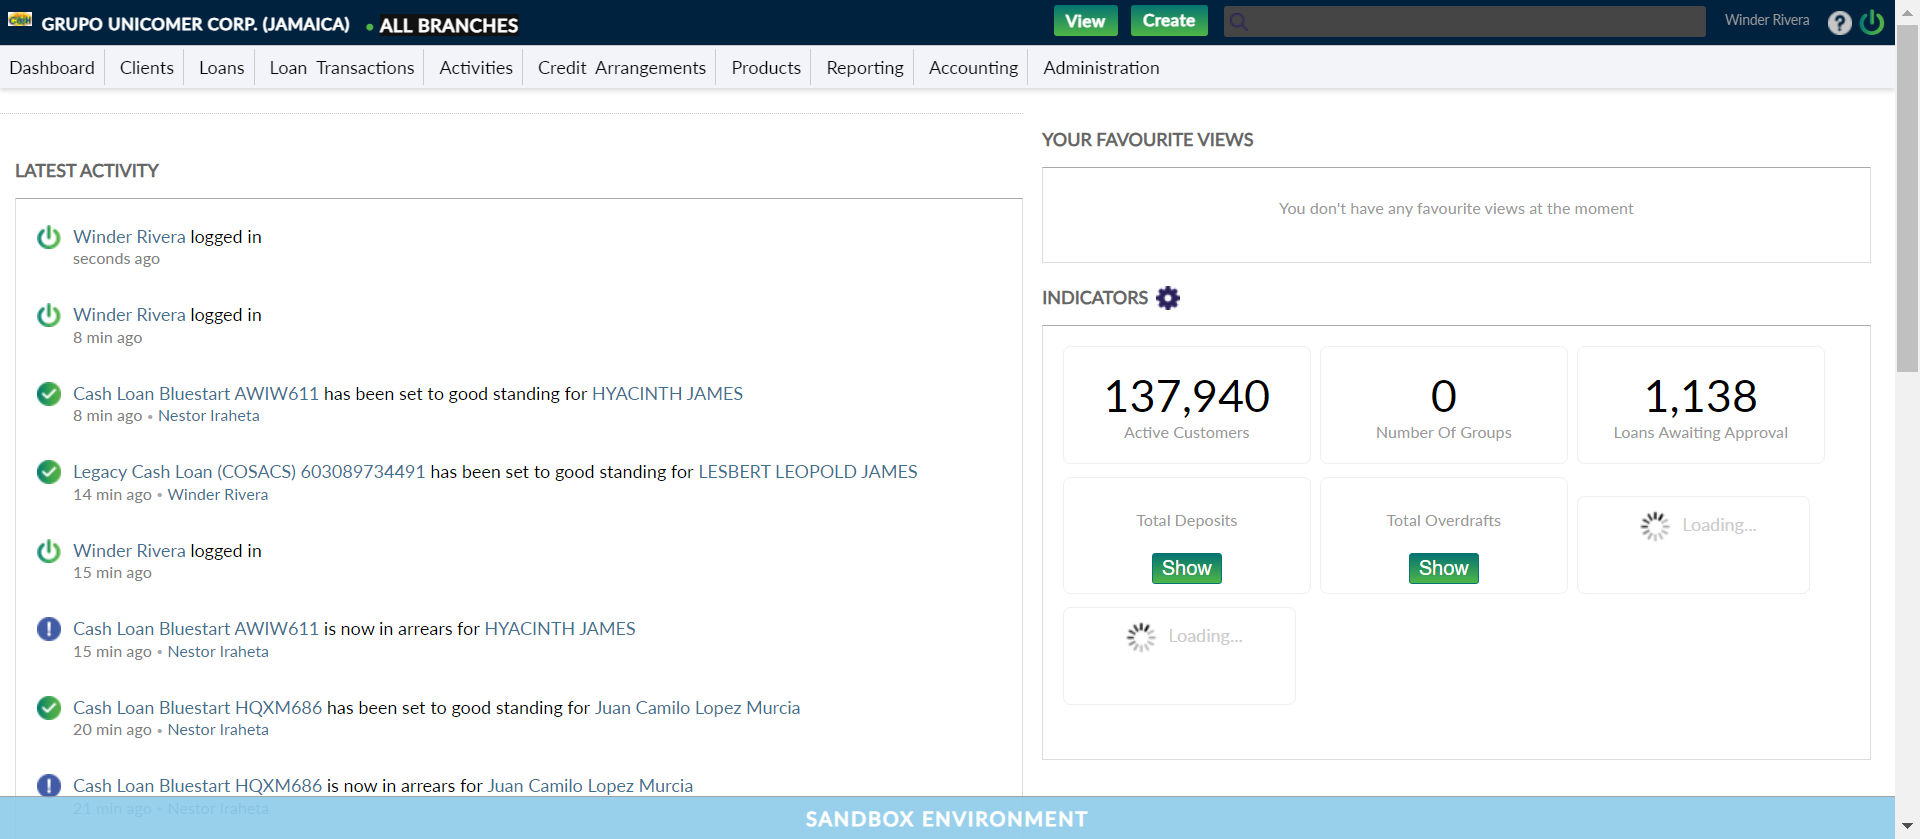 Cash
GRUPO UNICOMER CORP. (JAMAICA) • ALL BRANCHES
View
Create
Winder Rivera
?
Dashboard
Clients
Loans
Loan Transactions
Activities
Credit Arrangements
Products
Reporting
Accounting
Administration
LATEST ACTIVITY
Winder Rivera logged in
seconds ago
Winder Rivera logged in
8 min ago
Cash Loan Bluestart AWIW611 has been set to good standing for HYACINTH JAMES
8 min ago • Nestor Iraheta
Legacy Cash Loan (COSACS) 603089734491 has been set to good standing for LESBERT LEOPOLD JAMES
14 min ago • Winder Rivera
Winder Rivera logged in
15 min ago
Cash Loan Bluestart AWIW611 is now in arrears for HYACINTH JAMES
15 min ago • Nestor Iraheta
Cash Loan Bluestart HQXM686 has been set to good standing for Juan Camilo Lopez Murcia
20 min ago • Nestor Iraheta
Cash Loan Bluestart HQXM686 is now in arrears for Juan Camilo Lopez Murcia
21 min ago • Nestor Iraheta
YOUR FAVOURITE VIEWS
You don't have any favourite views at the moment
INDICATORS
137,940
Active Customers
0
Number Of Groups
1,138
Loans Awaiting Approval
Total Deposits
Show
Total Overdrafts
Show
Loading...
Loading...
SANDBOX ENVIRONMENT